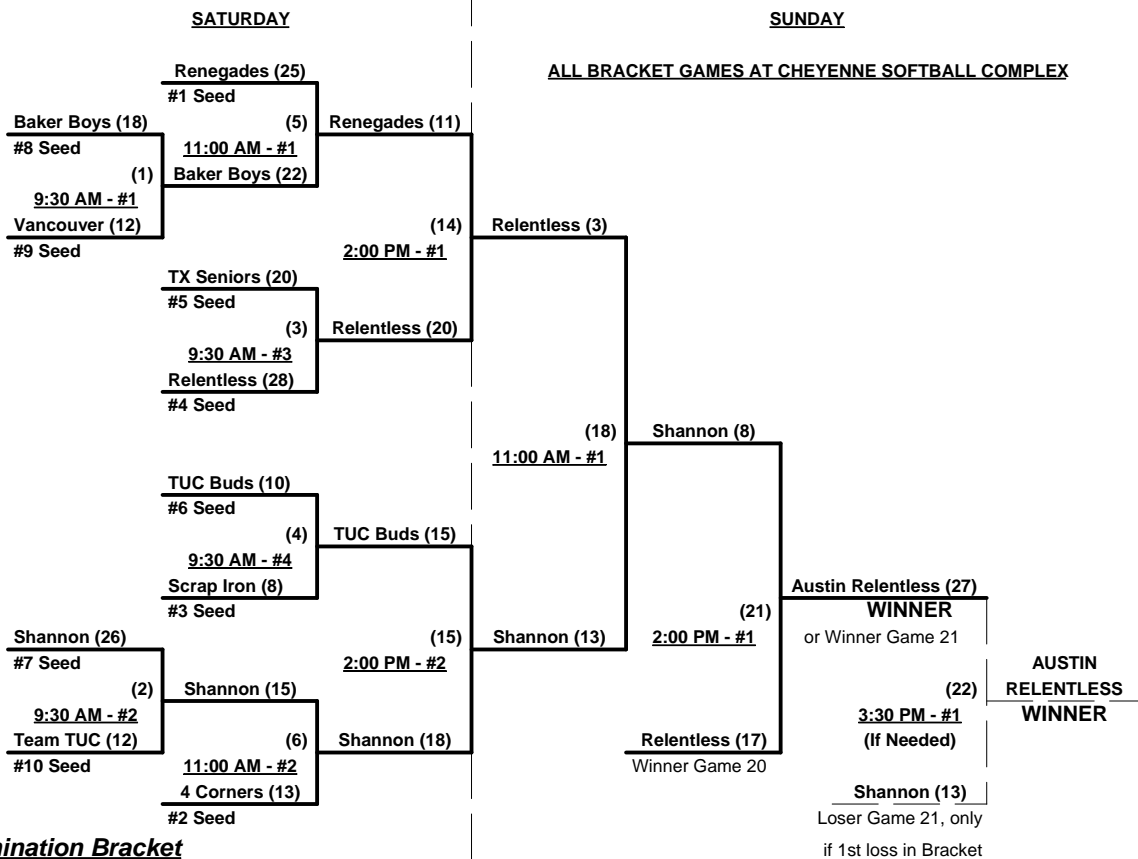 SATURDAY
SUNDAY
ALL BRACKET GAMES AT CHEYENNE SOFTBALL COMPLEX
Renegades (25)
#1 Seed
Baker Boys (18)
#8 Seed
(5)
11:00 AM - #1
Renegades (11)
(1)
9:30 AM - #1
Baker Boys (22)
Vancouver (12)
#9 Seed
(14)
2:00 PM - #1
Relentless (3)
TX Seniors (20)
#5 Seed
(3)
9:30 AM - #3
Relentless (20)
Relentless (28)
#4 Seed
(18)
11:00 AM - #1
Shannon (8)
TUC Buds (10)
#6 Seed
(4)
9:30 AM - #4
TUC Buds (15)
Scrap Iron (8)
#3 Seed
Austin Relentless (27)
WINNER
or Winner Game 21
(21)
2:00 PM - #1
Shannon (26)
#7 Seed
(15)
2:00 PM - #2
Shannon (13)
(2)
9:30 AM - #2
Shannon (15)
Team TUC (12)
#10 Seed
(6)
11:00 AM - #2
Shannon (18)
4 Corners (13)
#2 Seed
Relentless (17)
Winner Game 20
(22)
3:30 PM - #1
(If Needed)
AUSTIN
RELENTLESS
WINNER
Shannon (13)
Loser Game 21, only
if 1st loss in Bracket
mination Bracket